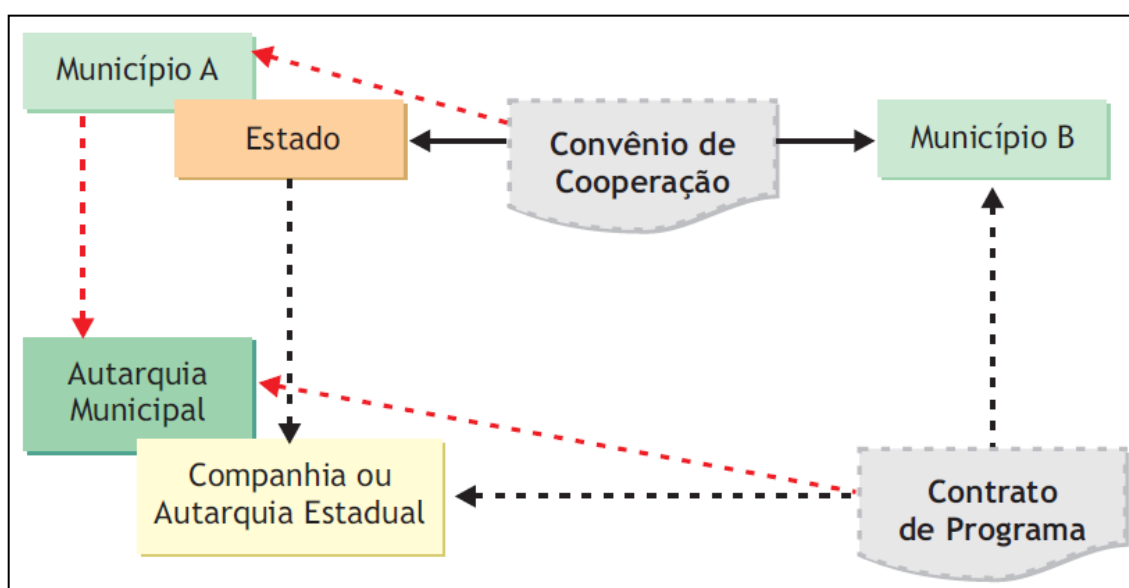 Município A
Estado
Convênio de
Cooperação
Município B
Autarquia
Municipal
Companhia ou
Autarquia Estadual
Contrato
de Programa